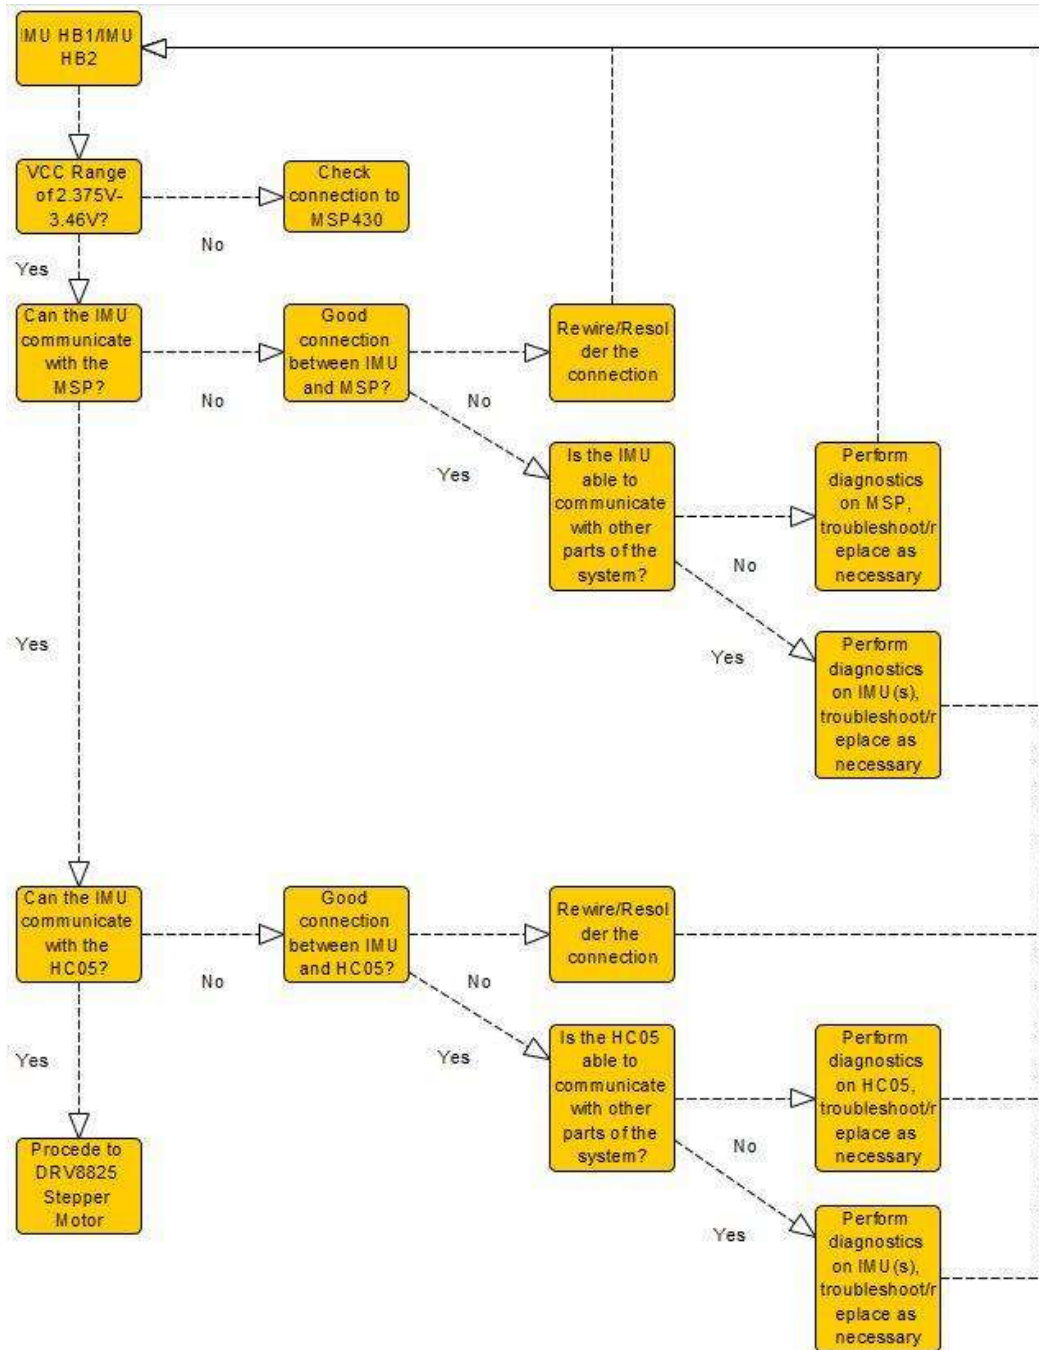 IMU HB1/IMU
HB2
VCC Range
of 2.375V-
3.46V?
Check
connection to
MSP430
No
Yes
Can the IMU
communicate
with the
MSP?
Good
connection
between IMU
and MSP?
Rewire/Resol
der the
connection
No
No
Yes
Is the IMU
able to
communicate
with other
parts of the
system?
Perform
diagnostics
on MSP,
troubleshoot/r
eplace as
necessary
No
Yes
Yes
Perform
diagnostics
on IMU(s),
troubleshoot/r
eplace as
necessary
Can the IMU
communicate
with the
HC05?
Good
connection
between IMU
and HC05?
Rewire/Resol
der the
connection
No
No
Yes
Yes
Is the HC05
able to
communicate
with other
parts of the
system?
Perform
diagnostics
on HC05,
troubleshoot/r
eplace as
necessary
No
Yes
Procede to
DRV8825
Stepper
Motor
Perform
diagnostics
on IMU(s),
troubleshoot/r
eplace as
necessary